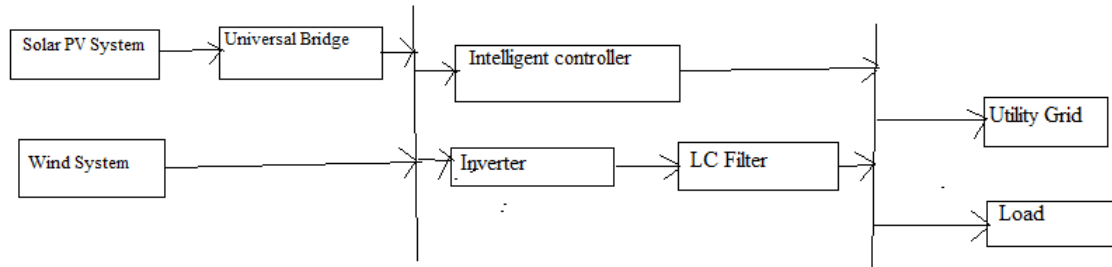 Solar PV System
Universal Bridge
Intelligent controller
Utility Grid
Wind System
Inverter
LC Filter
Load